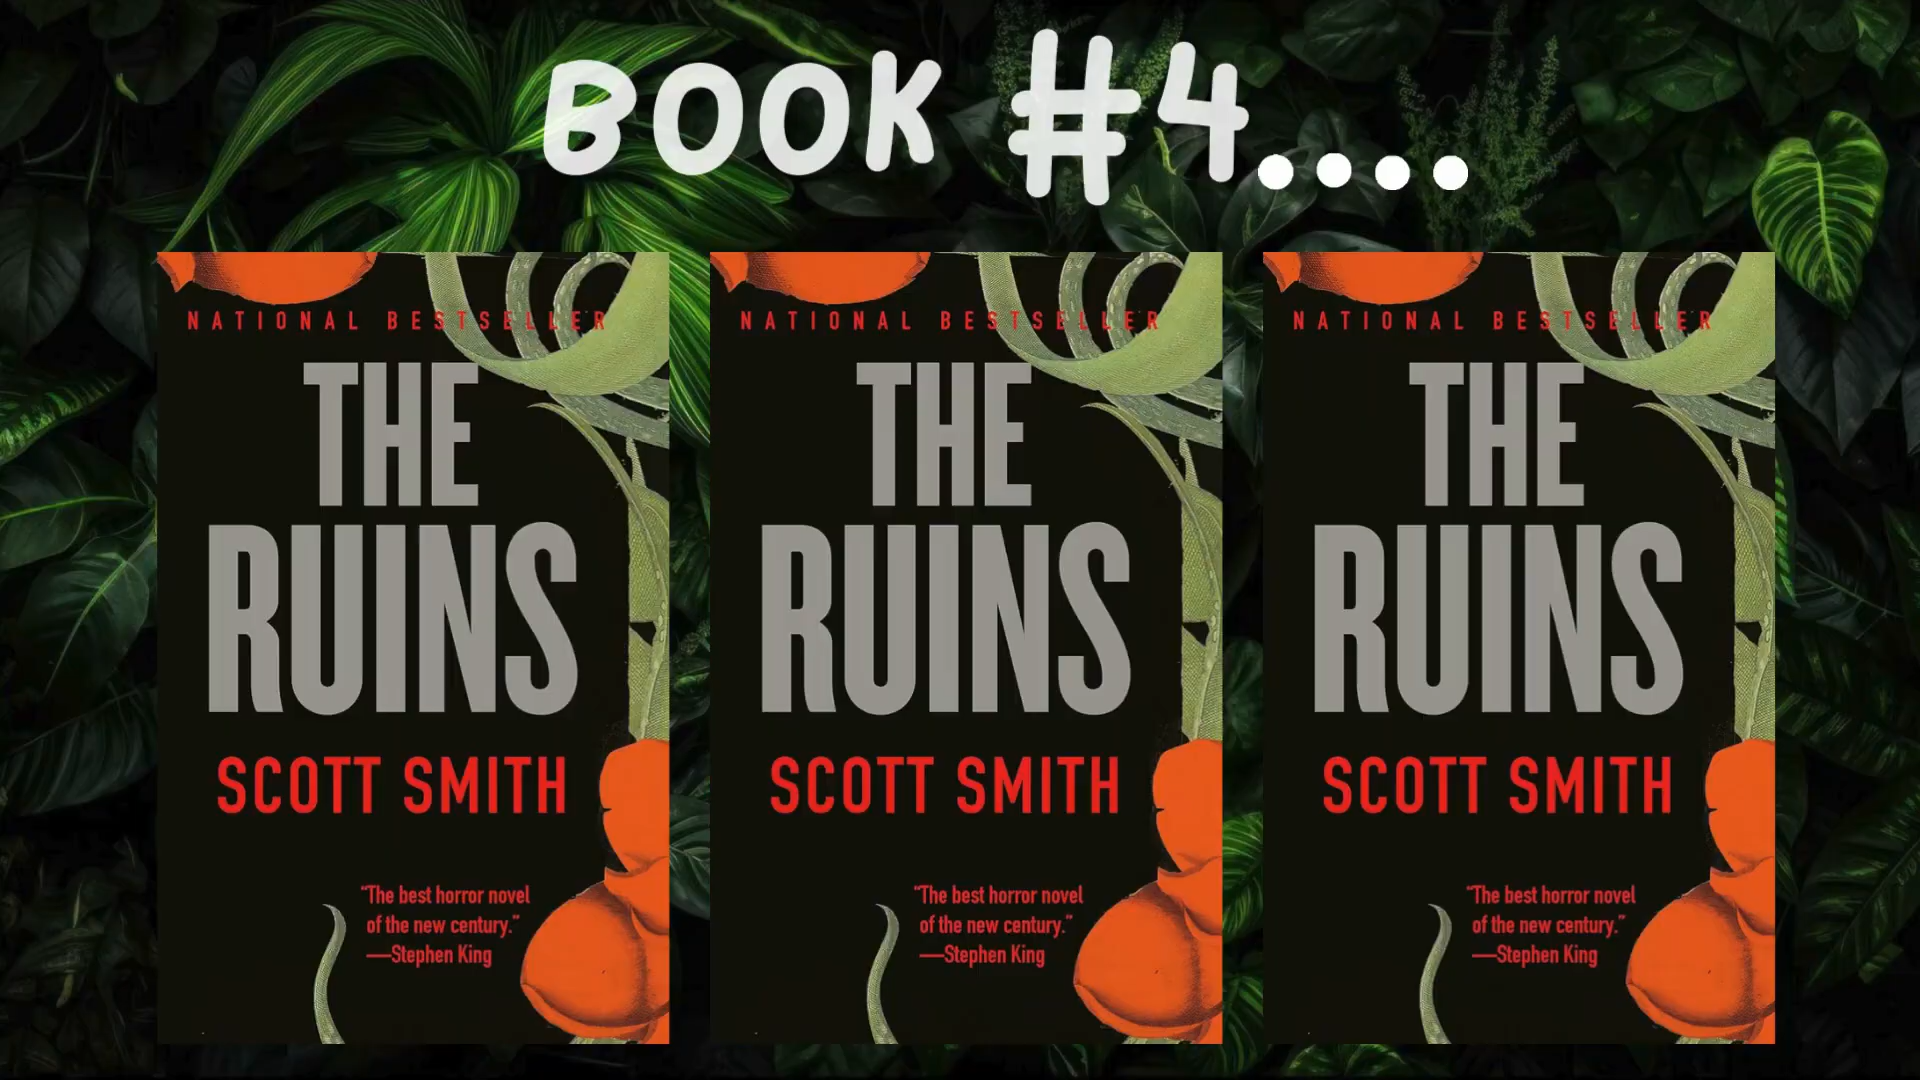 BOOK #4....
NATIONAL BESTSELLER
THE
RUINS
SCOTT SMITH
"The best horror novel
of the new century."
—Stephen King
NATIONAL BESTSELLER
THE
RUINS
SCOTT SMITH
"The best horror novel
of the new century."
—Stephen King
NATIONAL BESTSELLER
THE
RUINS
SCOTT SMITH
"The best horror novel
of the new century."
—Stephen King